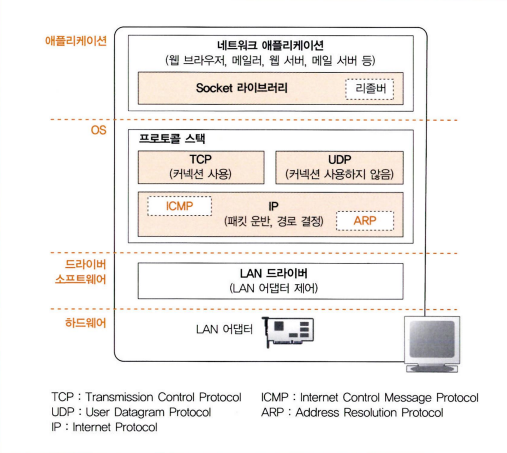 애플리케이션
네트워크 애플리케이션
(웹 브라우저, 메일러, 웹 서버, 메일 서버 등)
Socket 라이브러리
리졸버
OS
프로토콜 스택
TCP
(커넥션 사용)
UDP
(커넥션 사용하지 않음)
ICMP
IP
(패킷 운반, 경로 결정)
ARP
드라이버
소프트웨어
LAN 드라이버
(LAN 어댑터 제어)
하드웨어
LAN 어댑터
TCP : Transmission Control Protocol
ICMP : Internet Control Message Protocol
UDP : User Datagram Protocol
ARP : Address Resolution Protocol
IP : Internet Protocol